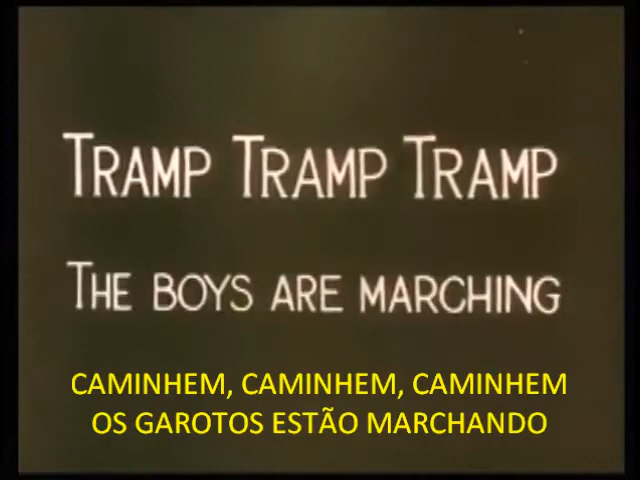 TRAMP TRAMP TRAMP
THE BOYS ARE MARCHING
CAMINHEM, CAMINHEM, CAMINHEM
OS GAROTOS ESTÃO MARCHANDO